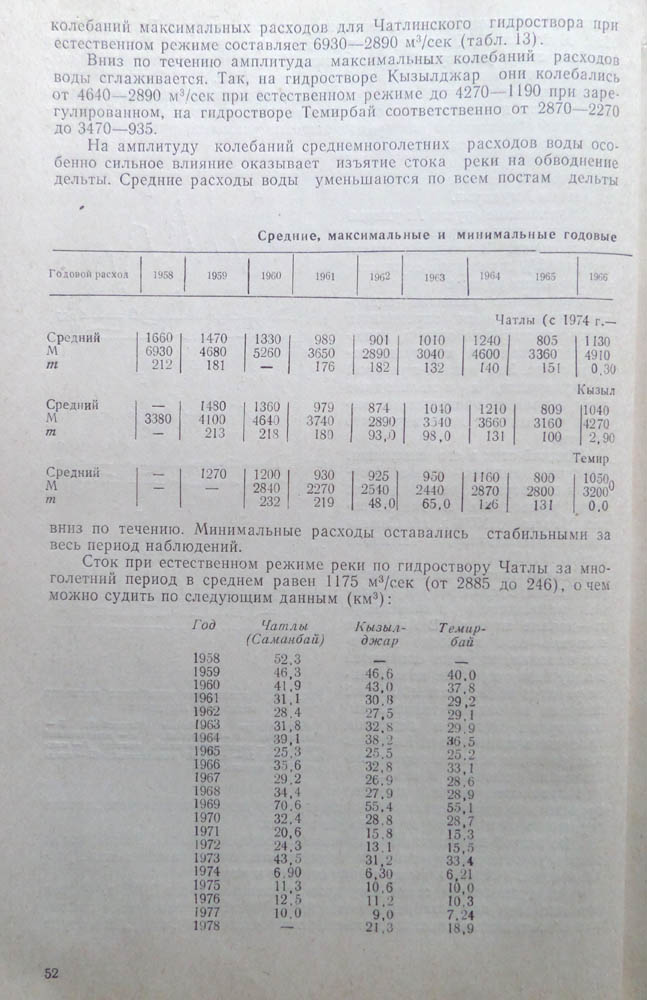 колебаний максимальных расходов для Чатлинского гидроствора при
естественном режиме составляет 6930—2890 м³/сек (табл. 13).
Вниз по течению амплитуда максимальных колебаний расходов
воды сглаживается. Так, на гидростворе Кызылджар они колебались
от 4640—2890 м³/сек при естественном режиме до 4270—1190 при заре-
гулированном, на гидростворе Темирбай соответственно от 2870—2270
до 3470—935.
На амплитуду колебаний среднемноголетних расходов воды осо-
бенно сильное влияние оказывает изъятие стока реки на обводнение
дельты. Средние расходы воды уменьшаются по всем постам дельты
Средние, максимальные и минимальные годовые
Годовой расход 1958 1959 1960 1961 1962 1963 1964 1965 1966
Чатлы (с 1974 г.—
Средний 1660 1470 1330 989 901 1010 1240 805 1130
М 6930 4680 5260 3650 2890 3040 4600 3360 4910
m 212 181 — 176 182 132 140 151 0,30
Кызыл
Средний — 1480 1360 979 874 1040 1210 809 1040
М 3380 4100 4640 3740 2890 3540 3660 3160 4270
m — 213 218 180 93,0 98,0 131 100 2,90
Темир
Средний — 1270 1200 930 925 950 1160 800 1050
М — — 2840 2270 2540 2440 2870 2800 3200
m 232 219 48,0 65,0 126 131 0,0
вниз по течению. Минимальные расходы оставались стабильными за
весь период наблюдений.
Сток при естественном режиме реки по гидроствору Чатлы за мно-
голетний период в среднем равен 1175 м³/сек (от 2885 до 246), о чем
можно судить по следующим данным (км³):
Год Чатлы Кызыл- Темир-
(Саманбай) джар бай
1958 52,3 — —
1959 46,3 46,6 40,0
1960 41,9 43,0 37,8
1961 31,1 30,8 29,2
1962 28,4 27,5 29,1
1963 31,8 32,8 29,9
1964 39,1 38,2 36,5
1965 25,3 25,5 25,2
1966 35,6 32,8 33,1
1967 29,2 26,9 28,6
1968 34,4 27,9 28,9
1969 70,6 55,4 55,1
1970 32,4 28,8 28,7
1971 20,6 15,8 15,3
1972 24,3 13,1 15,5
1973 43,5 31,2 33,4
1974 6,90 6,30 6,21
1975 11,3 10,6 10,0
1976 12,5 11,2 10,3
1977 10,0 9,0 7,24
1978 — 21,3 18,9
52